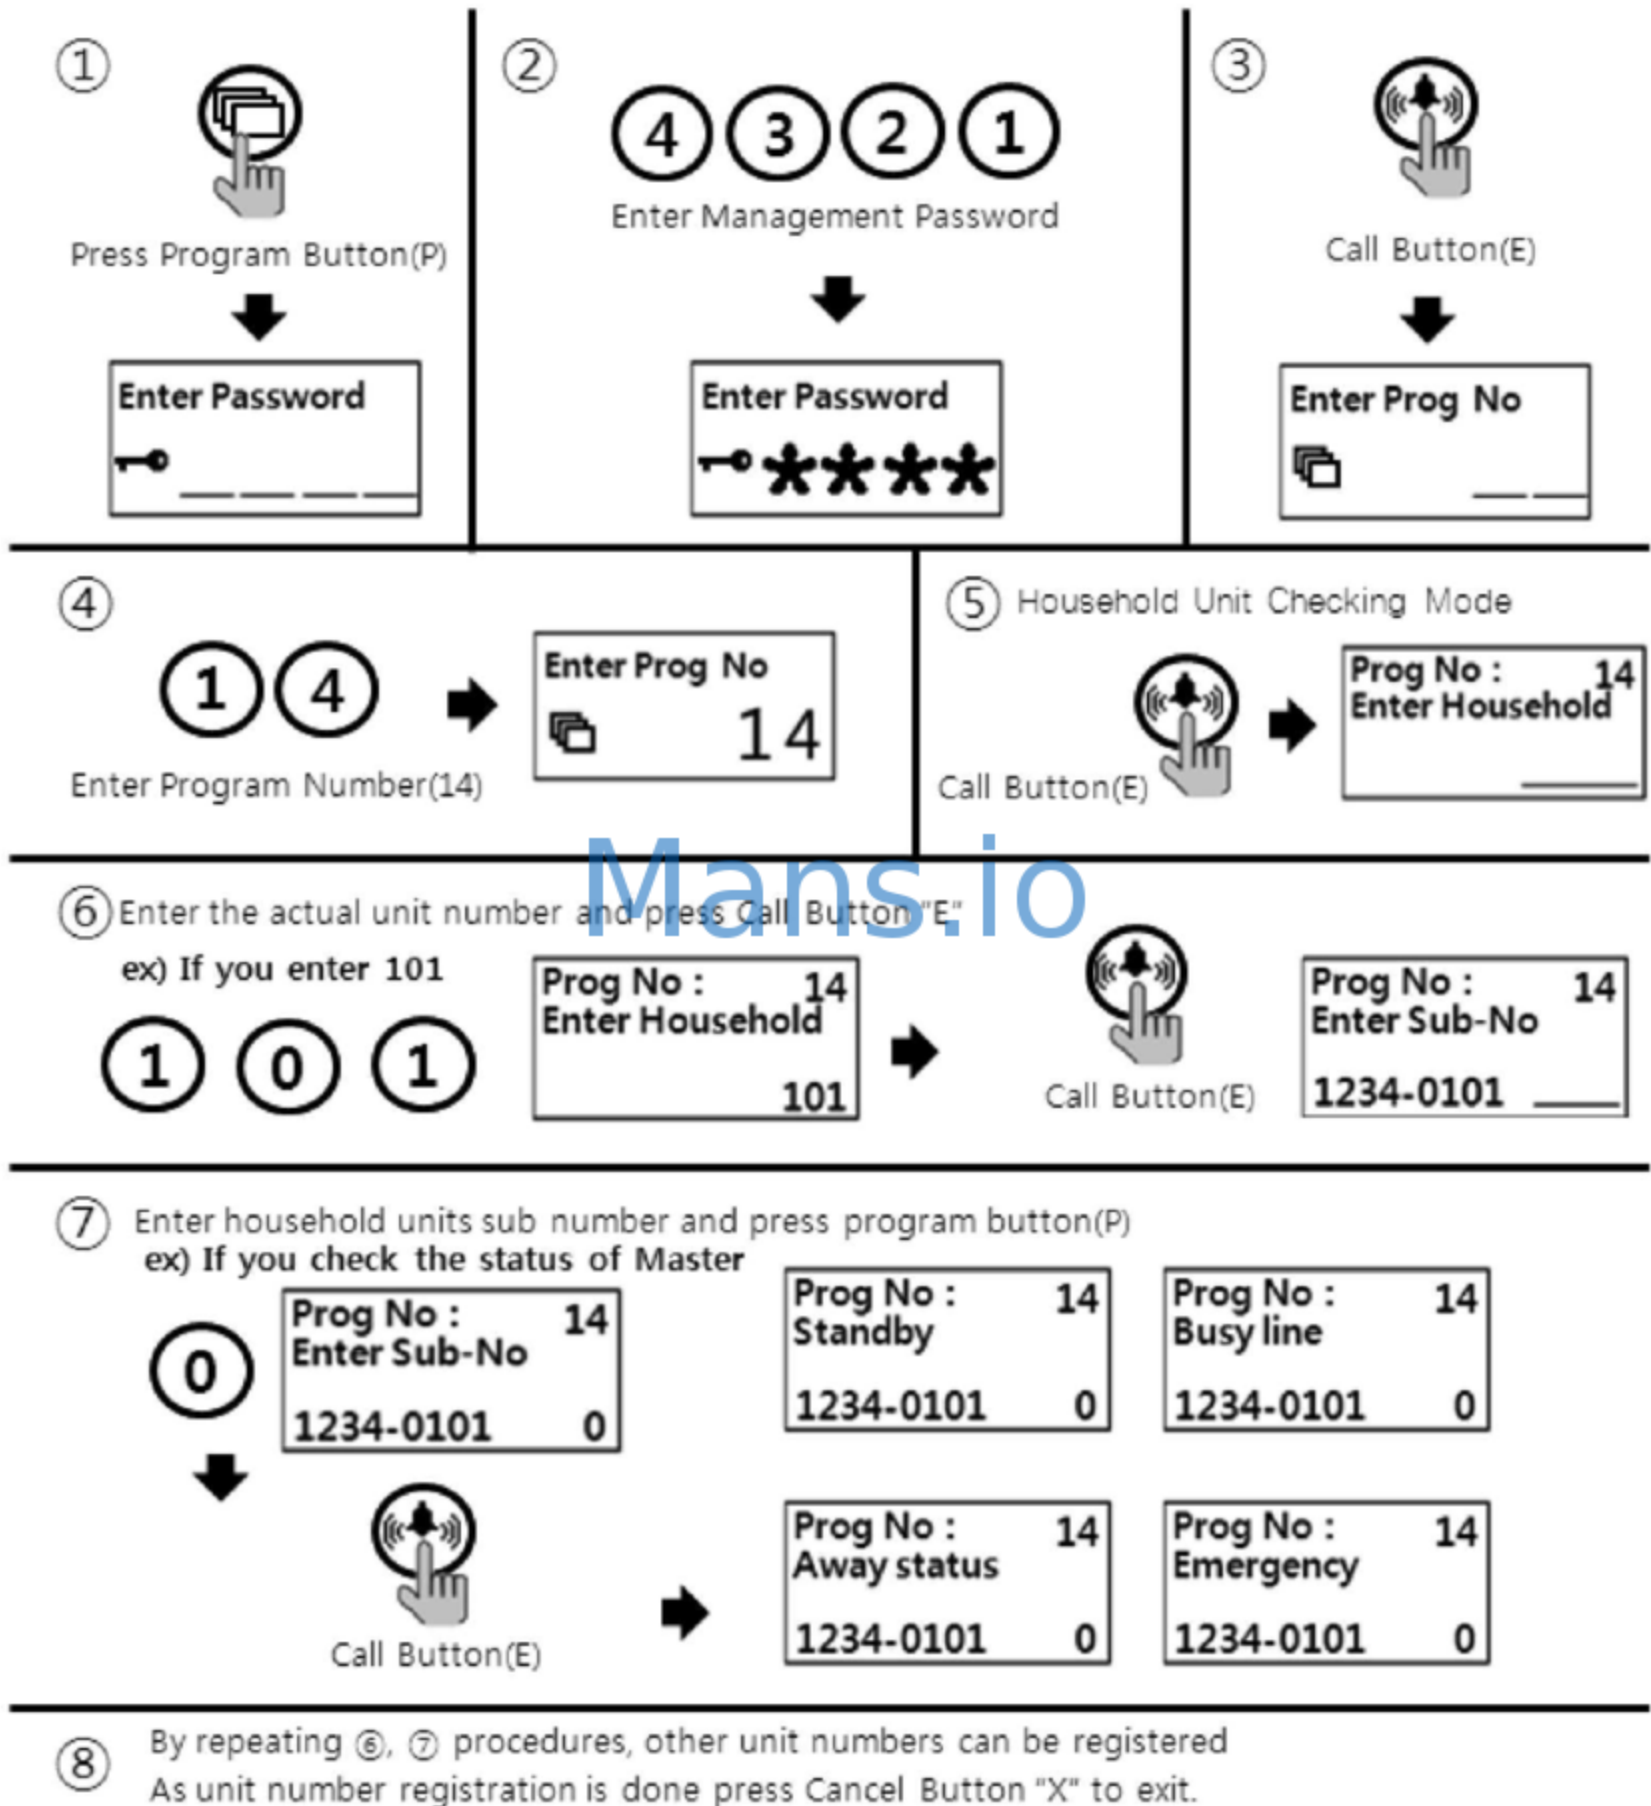 ①
Press Program Button(P)
Enter Password
②
4 3 2 1
Enter Management Password
Enter Password
③
Call Button(E)
Enter Prog No
④
1 4
Enter Program Number(14)
Enter Prog No
14
⑤ Household Unit Checking Mode
Call Button(E)
Prog No : 14
Enter Household
Mans.io
⑥ Enter the actual unit number and press Call Button "E"
ex) If you enter 101
1 0 1
Prog No : 14
Enter Household
101
Call Button(E)
Prog No : 14
Enter Sub-No
1234-0101
⑦ Enter household units sub number and press program button(P)
ex) If you check the status of Master
0
Prog No : 14
Enter Sub-No
1234-0101 0
Call Button(E)
Prog No : 14
Standby
1234-0101 0
Prog No : 14
Busy line
1234-0101 0
Prog No : 14
Away status
1234-0101 0
Prog No : 14
Emergency
1234-0101 0
⑧ By repeating ⑥, ⑦ procedures, other unit numbers can be registered
As unit number registration is done press Cancel Button "X" to exit.